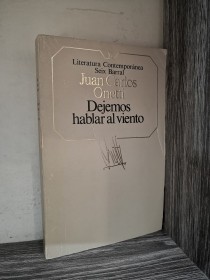 Literatura Contemporánea
Seix Barral
Juan Carlos
Onetti
Dejemos
hablar al viento